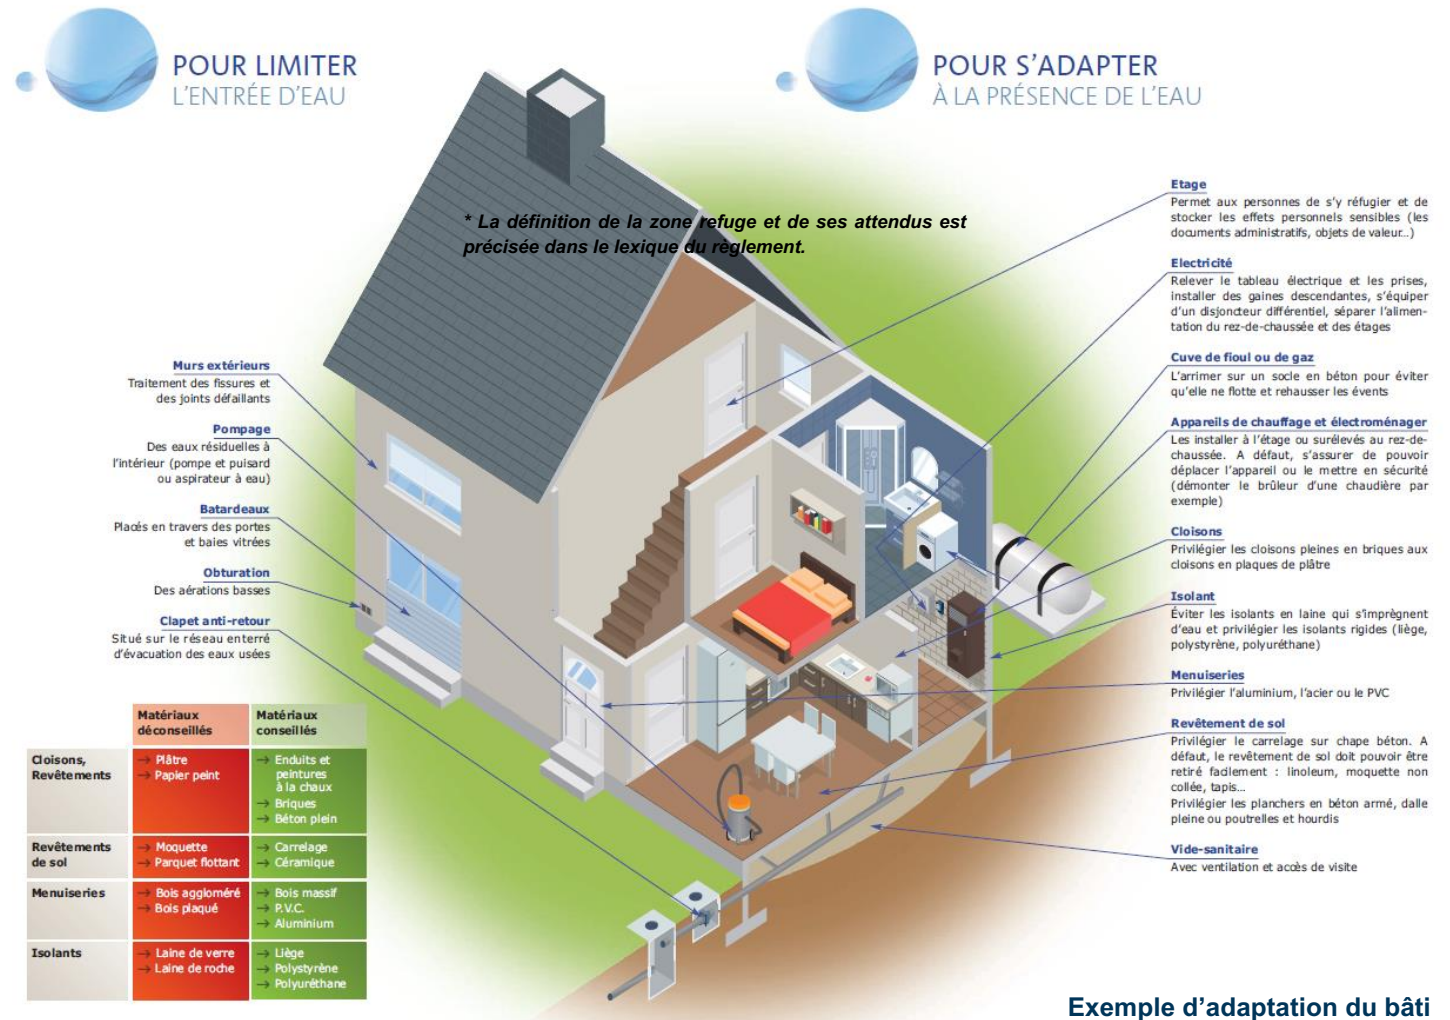 POUR LIMITER
L'ENTRÉE D'EAU
POUR S'ADAPTER
À LA PRÉSENCE DE L'EAU
* La définition de la zone refuge et de ses attendus est
précisée dans le lexique du règlement.
Murs extérieurs
Traitement des fissures et
des joints défaillants
Pompage
Des eaux résiduelles à
l'intérieur (pompe et puisard
ou aspirateur à eau)
Batardeaux
Placés en travers des portes
et baies vitrées
Obturation
Des aérations basses
Clapet anti-retour
Situé sur le réseau enterré
d'évacuation des eaux usées
Matériaux
déconseillés
Matériaux
conseillés
Cloisons,
Revêtements
→ Plâtre
→ Papier peint
→ Enduits et
peintures
à la chaux
→ Briques
→ Béton plein
Revêtements
de sol
→ Moquette
→ Parquet flottant
→ Carrelage
→ Céramique
Menuiseries
→ Bois aggloméré
→ Bois plaqué
→ Bois massif
→ P.V.C.
→ Aluminium
Isolants
→ Laine de verre
→ Laine de roche
→ Liège
→ Polystyrène
→ Polyuréthane
Etage
Permet aux personnes de s'y réfugier et de
stocker les effets personnels sensibles (les
documents administratifs, objets de valeur...)
Electricité
Relever le tableau électrique et les prises,
installer des gaines descendantes, s'équiper
d'un disjoncteur différentiel, séparer l'alimen-
tation du rez-de-chaussée et des étages
Cuve de fioul ou de gaz
L'arrimer sur un socle en béton pour éviter
qu'elle ne flotte et rehausser les évents
Appareils de chauffage et électroménager
Les installer à l'étage ou surélevés au rez-de-
chaussée. A défaut, s'assurer de pouvoir
déplacer l'appareil ou le mettre en sécurité
(démonter le brûleur d'une chaudière par
exemple)
Cloisons
Privilégier les cloisons pleines en briques aux
cloisons en plaques de plâtre
Isolant
Éviter les isolants en laine qui s'imprègnent
d'eau et privilégier les isolants rigides (liège,
polystyrène, polyuréthane)
Menuiseries
Privilégier l'aluminium, l'acier ou le PVC
Revêtement de sol
Privilégier le carrelage sur chape béton. A
défaut, le revêtement de sol doit pouvoir être
retiré facilement : linoleum, moquette non
collée, tapis...
Privilégier les planchers en béton armé, dalle
pleine ou poutrelles et hourdis
Vide-sanitaire
Avec ventilation et accès de visite
Exemple d'adaptation du bâti